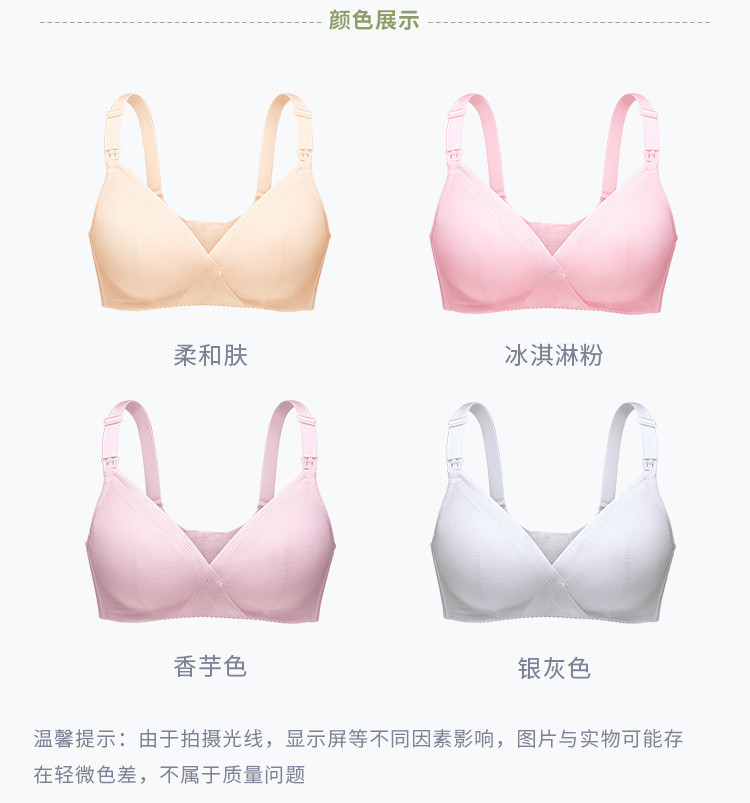 颜色展示
柔和肤
冰淇淋粉
香芋色
银灰色
温馨提示：由于拍摄光线，显示屏等不同因素影响，图片与实物可能存
在轻微色差，不属于质量问题